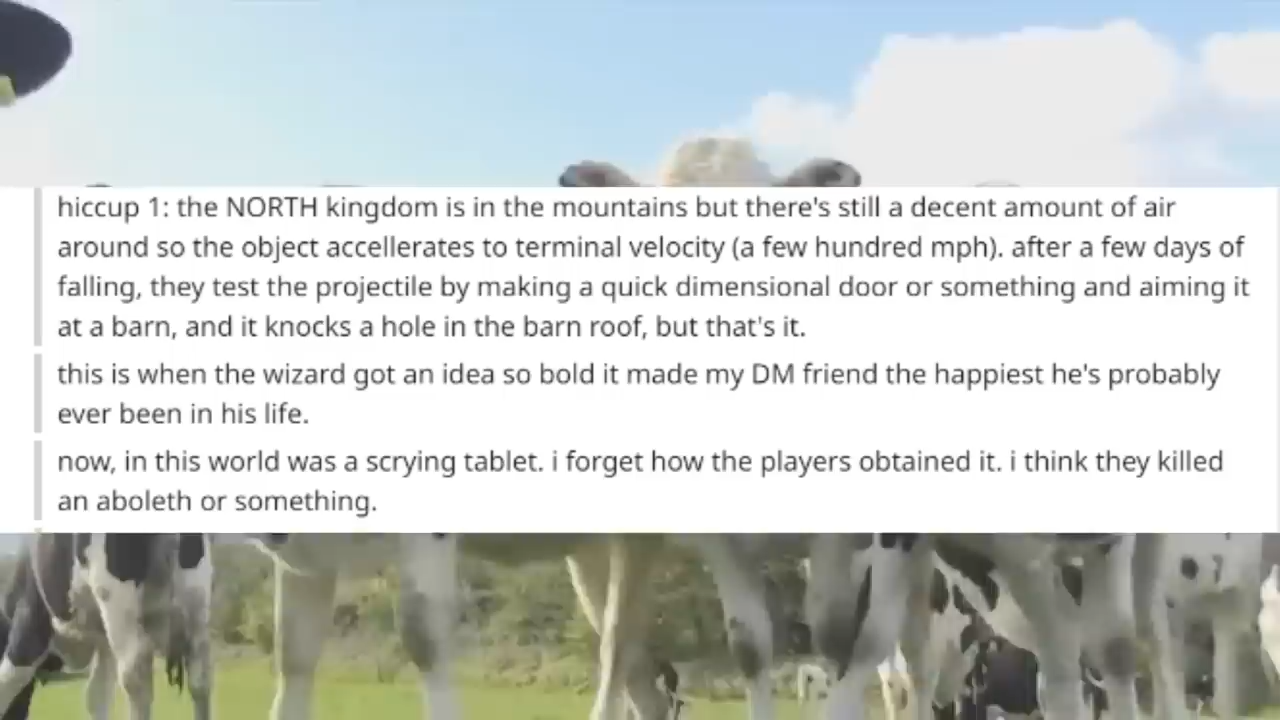 hiccup 1: the NORTH kingdom is in the mountains but there's still a decent amount of air
around so the object accellerates to terminal velocity (a few hundred mph). after a few days of
falling, they test the projectile by making a quick dimensional door or something and aiming it
at a barn, and it knocks a hole in the barn roof, but that's it.
this is when the wizard got an idea so bold it made my DM friend the happiest he's probably
ever been in his life.
now, in this world was a scrying tablet. i forget how the players obtained it. i think they killed
an aboleth or something.